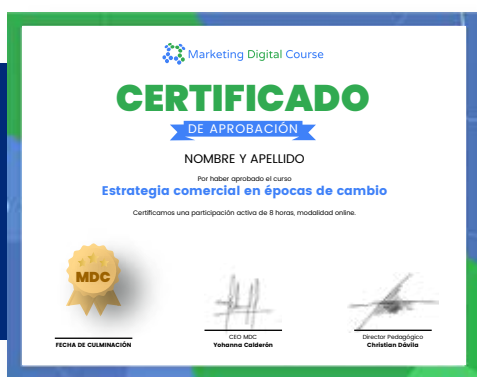 Marketing Digital Course
CERTIFICADO
DE APROBACIÓN
NOMBRE Y APELLIDO
Por haber aprobado el curso
Estrategia comercial en épocas de cambio
Certificamos una participación activa de 8 horas, modalidad online.
MDC
FECHA DE CULMINACIÓN
CEO MDC
Yohanna Calderón
Director Pedagógico
Christian Dávila